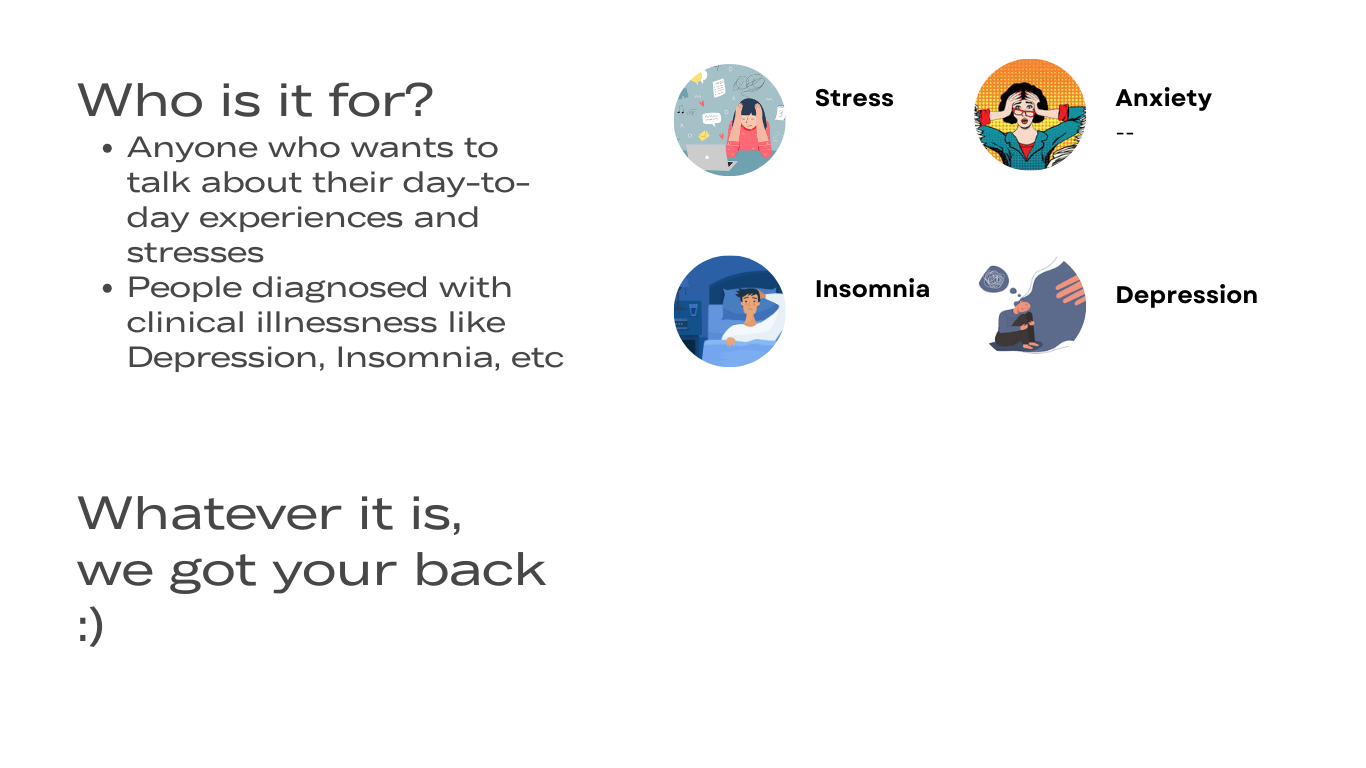 Who is it for?
• Anyone who wants to
talk about their day-to-
day experiences and
stresses
• People diagnosed with
clinical illnessness like
Depression, Insomnia, etc
Whatever it is,
we got your back
:)
Stress
Anxiety
--
Insomnia
Depression